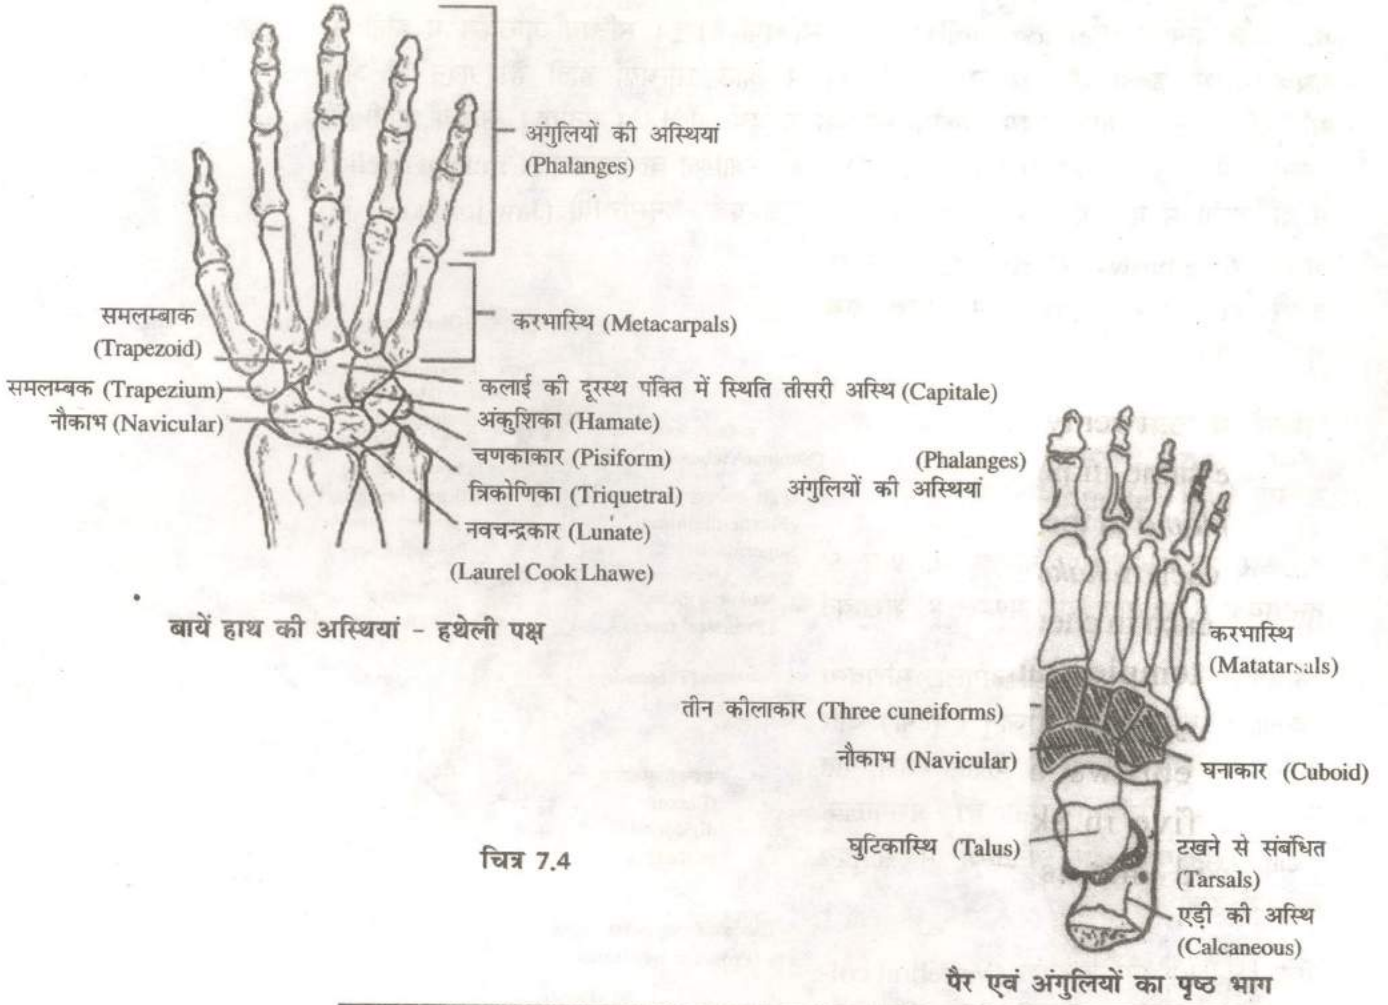 अंगुलियों की अस्थियां
(Phalanges)
करभास्थि (Metacarpals)
समलम्बाक
(Trapezoid)
समलम्बक (Trapezium)
नौकाभ (Navicular)
कलाई की दूरस्थ पंक्ति में स्थिति तीसरी अस्थि (Capitale)
अंकुशिका (Hamate)
चणकाकार (Pisiform)
त्रिकोणिका (Triquetral)
नवचन्द्रकार (Lunate)
(Laurel Cook Lhawe)
बायें हाथ की अस्थियां - हथेली पक्ष
(Phalanges)
अंगुलियों की अस्थियां
करभास्थि
(Matatarsals)
तीन कीलाकार (Three cuneiforms)
नौकाभ (Navicular)
घनाकार (Cuboid)
घुटिकास्थि (Talus)
टखने से संबंधित
(Tarsals)
एड़ी की अस्थि
(Calcaneous)
चित्र 7.4
पैर एवं अंगुलियों का पृष्ठ भाग